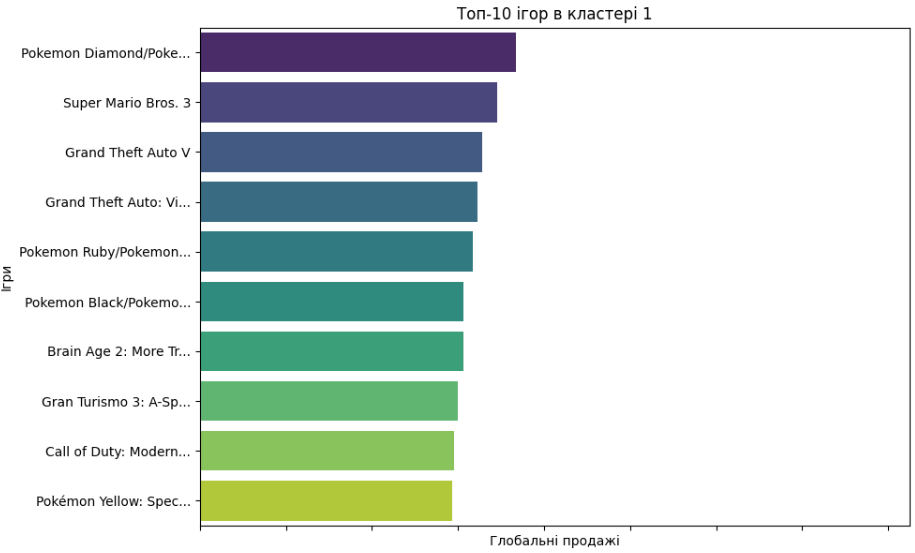 Топ-10 ігор в кластері 1
Pokemon Diamond/Poke...
Super Mario Bros. 3
Grand Theft Auto V
Grand Theft Auto: Vi...
Pokemon Ruby/Pokemon...
Pokemon Black/Pokemo...
Brain Age 2: More Tr...
Gran Turismo 3: A-Sp...
Call of Duty: Modern...
Pokémon Yellow: Spec...
Ігри
Глобальні продажі